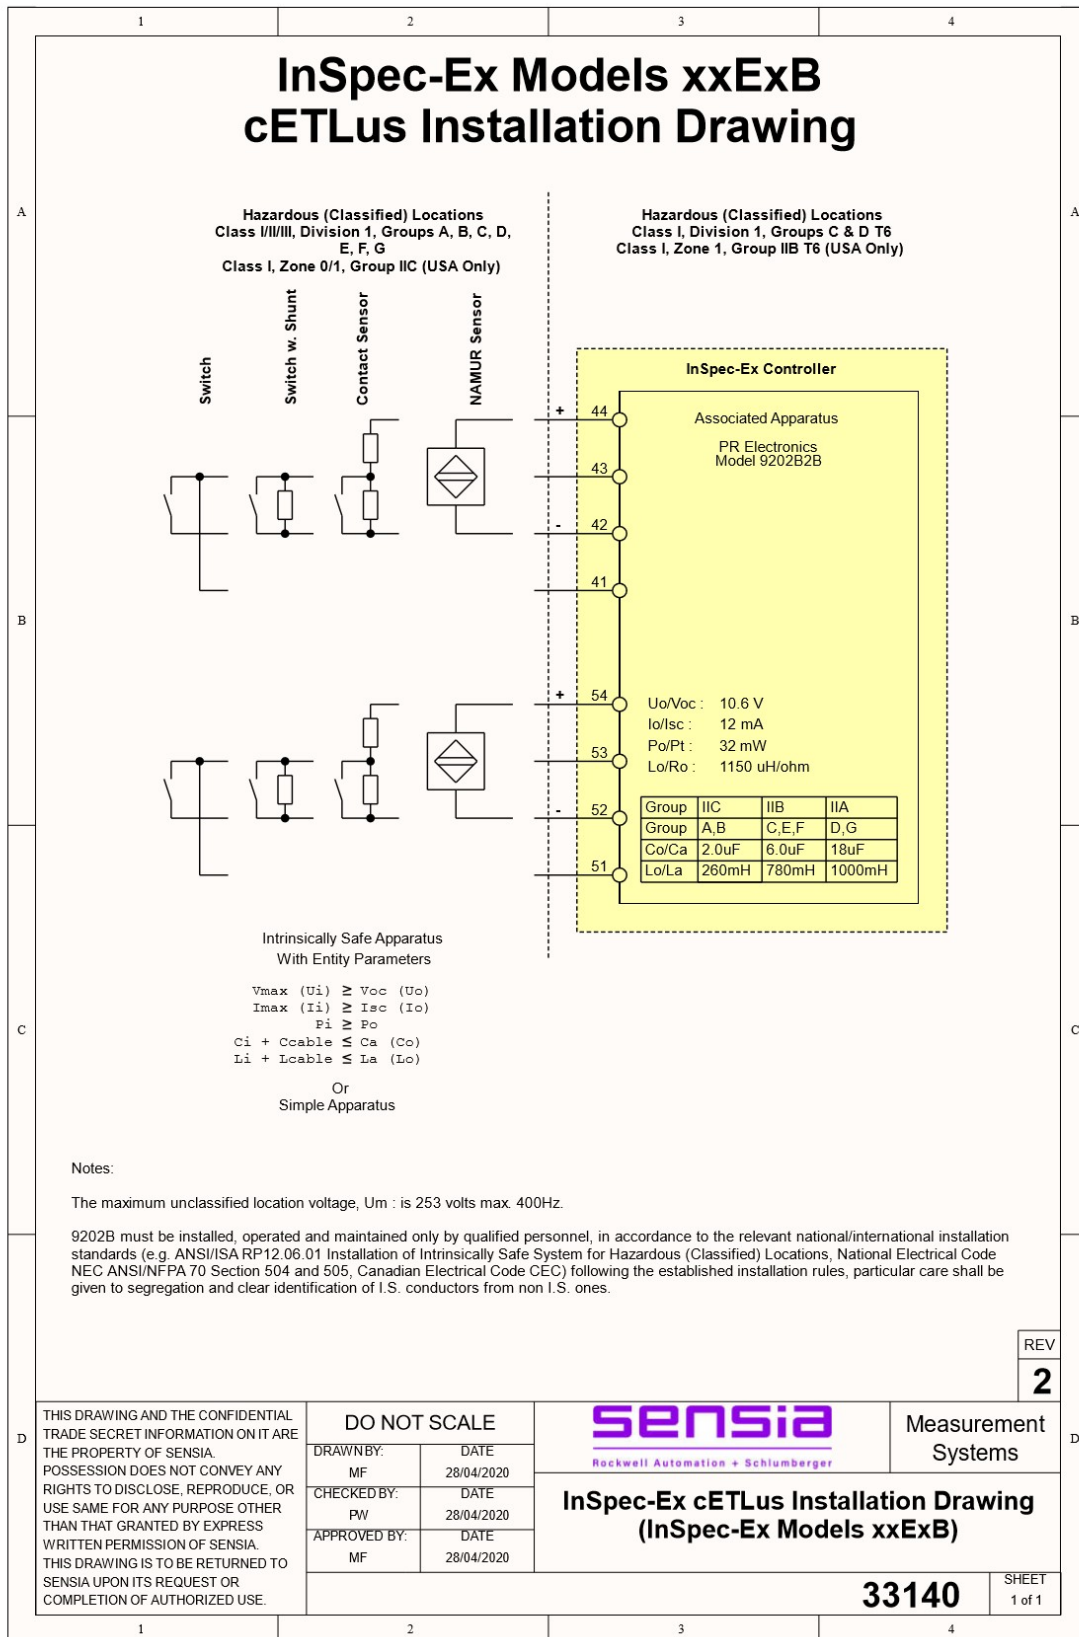 1 2 3 4
InSpec-Ex Models xxExB
cETLus Installation Drawing
A
A
Hazardous (Classified) Locations
Class I/II/III, Division 1, Groups A, B, C, D,
E, F, G
Class I, Zone 0/1, Group IIC (USA Only)
Hazardous (Classified) Locations
Class I, Division 1, Groups C & D T6
Class I, Zone 1, Group IIB T6 (USA Only)
Switch
Switch w. Shunt
Contact Sensor
NAMUR Sensor
InSpec-Ex Controller
Associated Apparatus
PR Electronics
Model 9202B2B
+ 44
43
- 42
41
B
B
+ 54
53
- 52
51
Uo/Voc : 10.6 V
Io/Isc : 12 mA
Po/Pt : 32 mW
Lo/Ro : 1150 uH/ohm
Group IIC IIB IIA
Group A,B C,E,F D,G
Co/Ca 2.0uF 6.0uF 18uF
Lo/La 260mH 780mH 1000mH
Intrinsically Safe Apparatus
With Entity Parameters
Vmax (Ui) ≥ Voc (Uo)
Imax (Ii) ≥ Isc (Io)
Pi ≥ Po
Ci + Ccable ≤ Ca (Co)
Li + Lcable ≤ La (Lo)
Or
Simple Apparatus
C
C
Notes:
The maximum unclassified location voltage, Um : is 253 volts max. 400Hz.
9202B must be installed, operated and maintained only by qualified personnel, in accordance to the relevant national/international installation
standards (e.g. ANSI/ISA RP12.06.01 Installation of Intrinsically Safe System for Hazardous (Classified) Locations, National Electrical Code
NEC ANSI/NFPA 70 Section 504 and 505, Canadian Electrical Code CEC) following the established installation rules, particular care shall be
given to segregation and clear identification of I.S. conductors from non I.S. ones.
REV
2
D
D
THIS DRAWING AND THE CONFIDENTIAL
TRADE SECRET INFORMATION ON IT ARE
THE PROPERTY OF SENSIA.
POSSESSION DOES NOT CONVEY ANY
RIGHTS TO DISCLOSE, REPRODUCE, OR
USE SAME FOR ANY PURPOSE OTHER
THAN THAT GRANTED BY EXPRESS
WRITTEN PERMISSION OF SENSIA.
THIS DRAWING IS TO BE RETURNED TO
SENSIA UPON ITS REQUEST OR
COMPLETION OF AUTHORIZED USE.
DO NOT SCALE
DRAWN BY: DATE
MF 28/04/2020
CHECKED BY: DATE
PW 28/04/2020
APPROVED BY: DATE
MF 28/04/2020
sensia
Rockwell Automation + Schlumberger
Measurement
Systems
InSpec-Ex cETLus Installation Drawing
(InSpec-Ex Models xxExB)
33140
SHEET
1 of 1
1 2 3 4